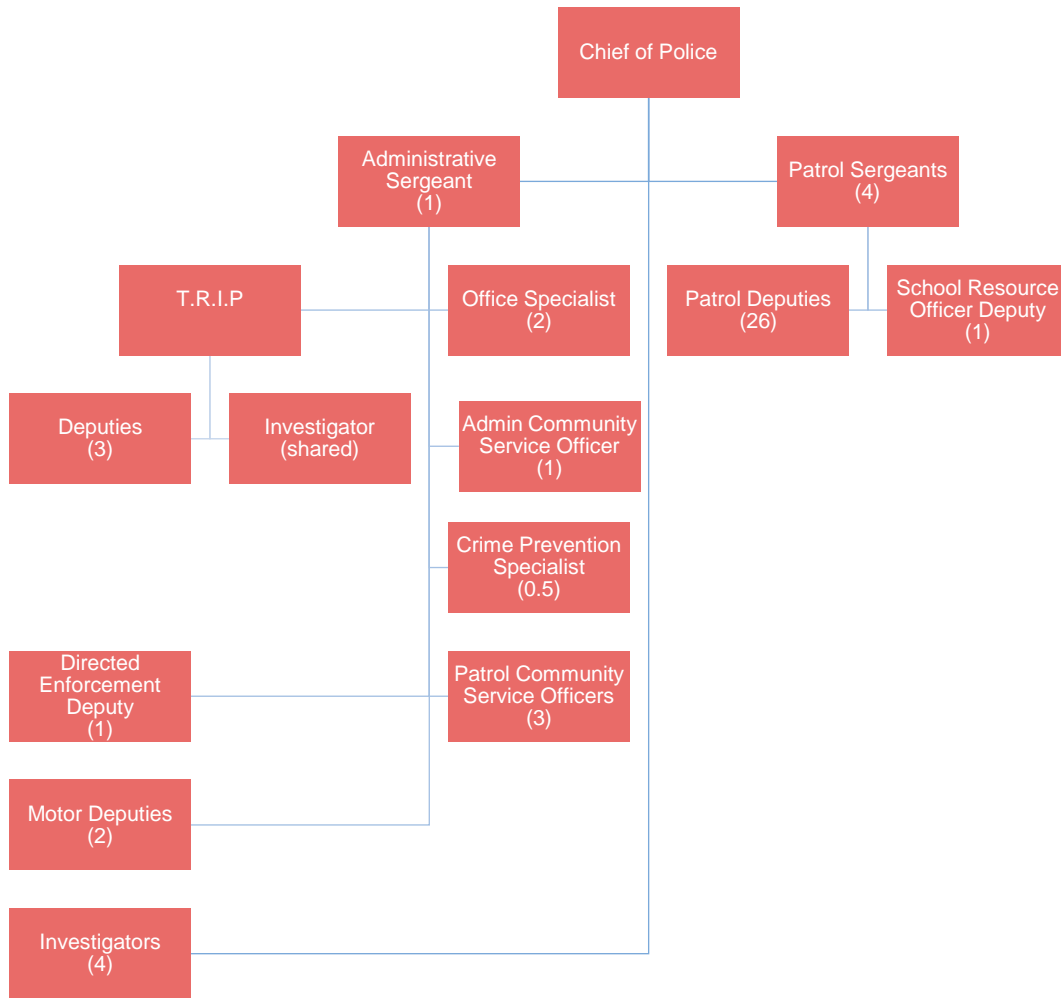 Chief of Police
Administrative
Sergeant
(1)
Patrol Sergeants
(4)
T.R.I.P
Office Specialist
(2)
Patrol Deputies
(26)
School Resource
Officer Deputy
(1)
Deputies
(3)
Investigator
(shared)
Admin Community
Service Officer
(1)
Crime Prevention
Specialist
(0.5)
Directed
Enforcement
Deputy
(1)
Patrol Community
Service Officers
(3)
Motor Deputies
(2)
Investigators
(4)